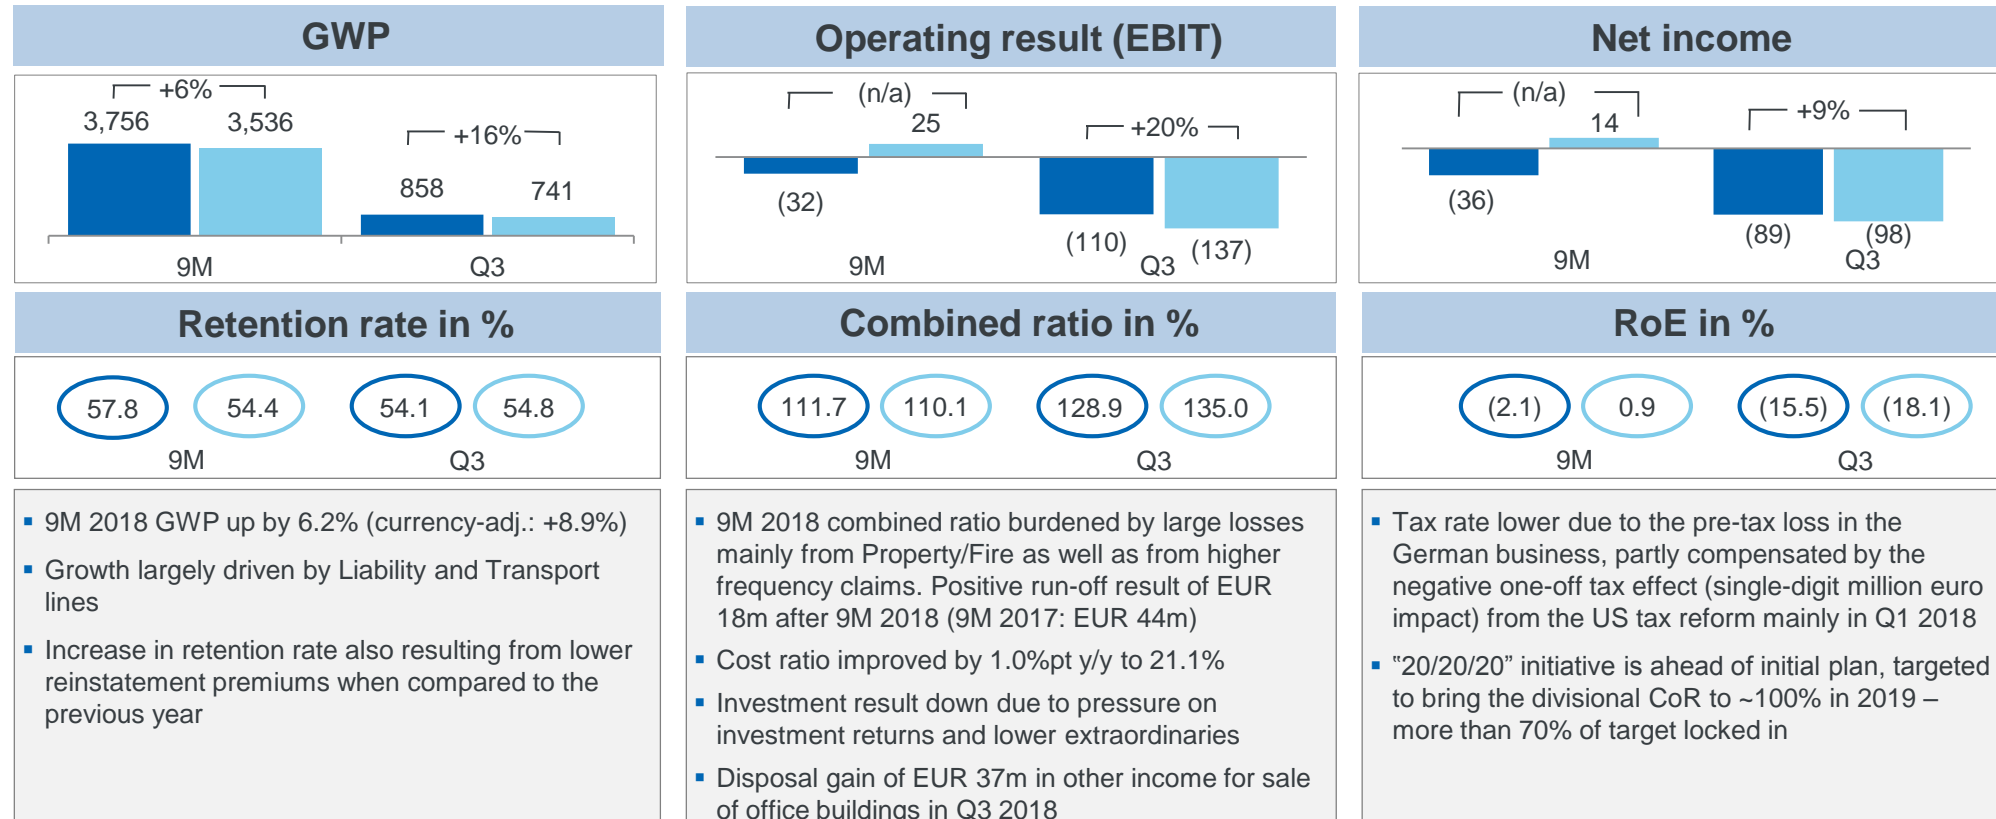 GWP
+6%
3,756
3,536
+16%
858
741
9M
Q3
Operating result (EBIT)
(n/a)
25
+20%
(32)
(110)
(137)
9M
Q3
Net income
(n/a)
14
+9%
(36)
(89)
(98)
9M
Q3
Retention rate in %
57.8
54.4
54.1
54.8
9M
Q3
Combined ratio in %
111.7
110.1
128.9
135.0
9M
Q3
RoE in %
(2.1)
0.9
(15.5)
(18.1)
9M
Q3
▪ 9M 2018 GWP up by 6.2% (currency-adj.: +8.9%)
▪ Growth largely driven by Liability and Transport
lines
▪ Increase in retention rate also resulting from lower
reinstatement premiums when compared to the
previous year
▪ 9M 2018 combined ratio burdened by large losses
mainly from Property/Fire as well as from higher
frequency claims. Positive run-off result of EUR
18m after 9M 2018 (9M 2017: EUR 44m)
▪ Cost ratio improved by 1.0%pt y/y to 21.1%
▪ Investment result down due to pressure on
investment returns and lower extraordinaries
▪ Disposal gain of EUR 37m in other income for sale
of office buildings in Q3 2018
▪ Tax rate lower due to the pre-tax loss in the
German business, partly compensated by the
negative one-off tax effect (single-digit million euro
impact) from the US tax reform mainly in Q1 2018
▪ “20/20/20” initiative is ahead of initial plan, targeted
to bring the divisional CoR to ~100% in 2019 –
more than 70% of target locked in